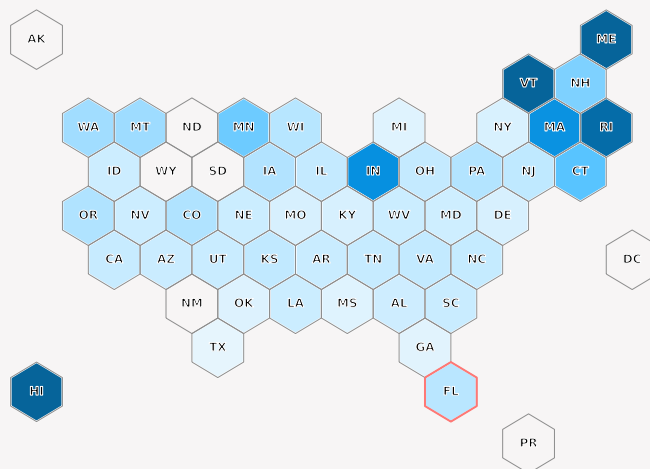 AK
ME
VT NH
WA MT ND MN WI MI NY MA RI
ID WY SD IA IL IN OH PA NJ CT
OR NV CO NE MO KY WV MD DE
CA AZ UT KS AR TN VA NC DC
NM OK LA MS AL SC
TX GA
HI FL
PR